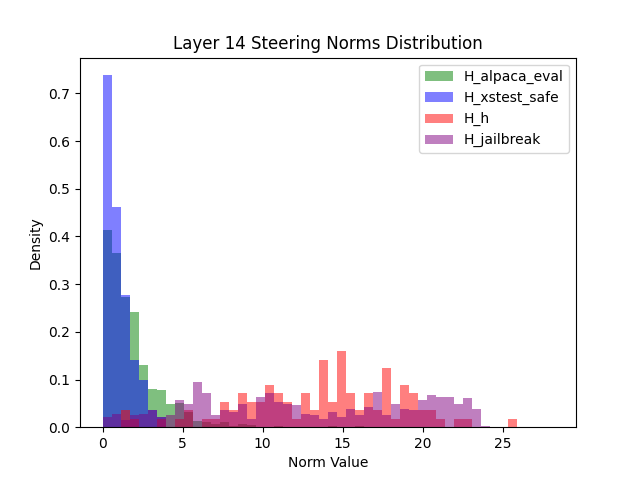 Layer 14 Steering Norms Distribution
H_alpaca_eval
H_xstest_safe
H_h
H_jailbreak
0.7
0.6
0.5
0.4
0.3
0.2
0.1
0.0
Density
0 5 10 15 20 25
Norm Value